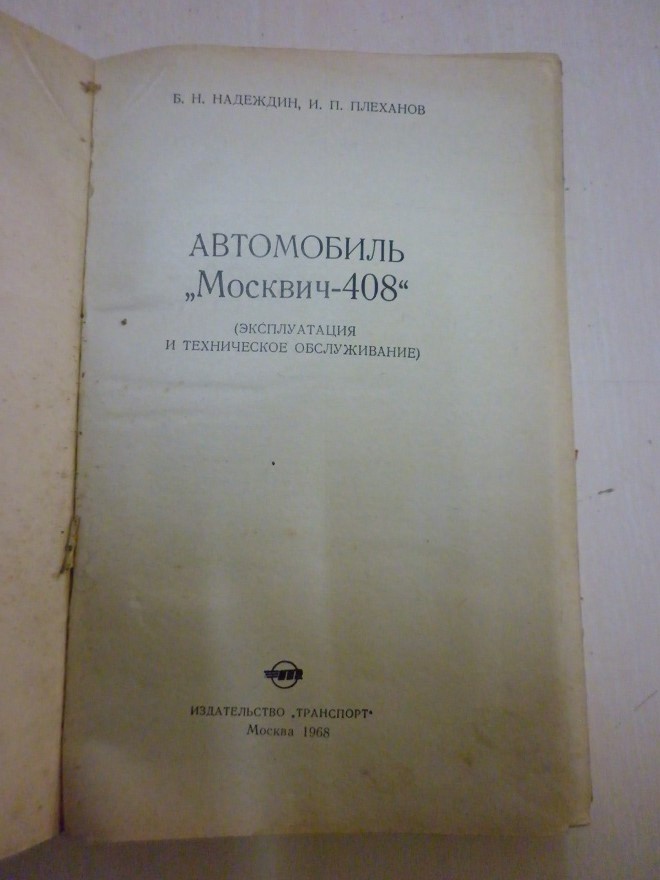 Б. Н. НАДЕЖДИН, И. П. ПЛЕХАНОВ
АВТОМОБИЛЬ
„Москвич-408“
(ЭКСПЛУАТАЦИЯ
И ТЕХНИЧЕСКОЕ ОБСЛУЖИВАНИЕ)
т
ИЗДАТЕЛЬСТВО „ТРАНСПОРТ“
Москва 1968